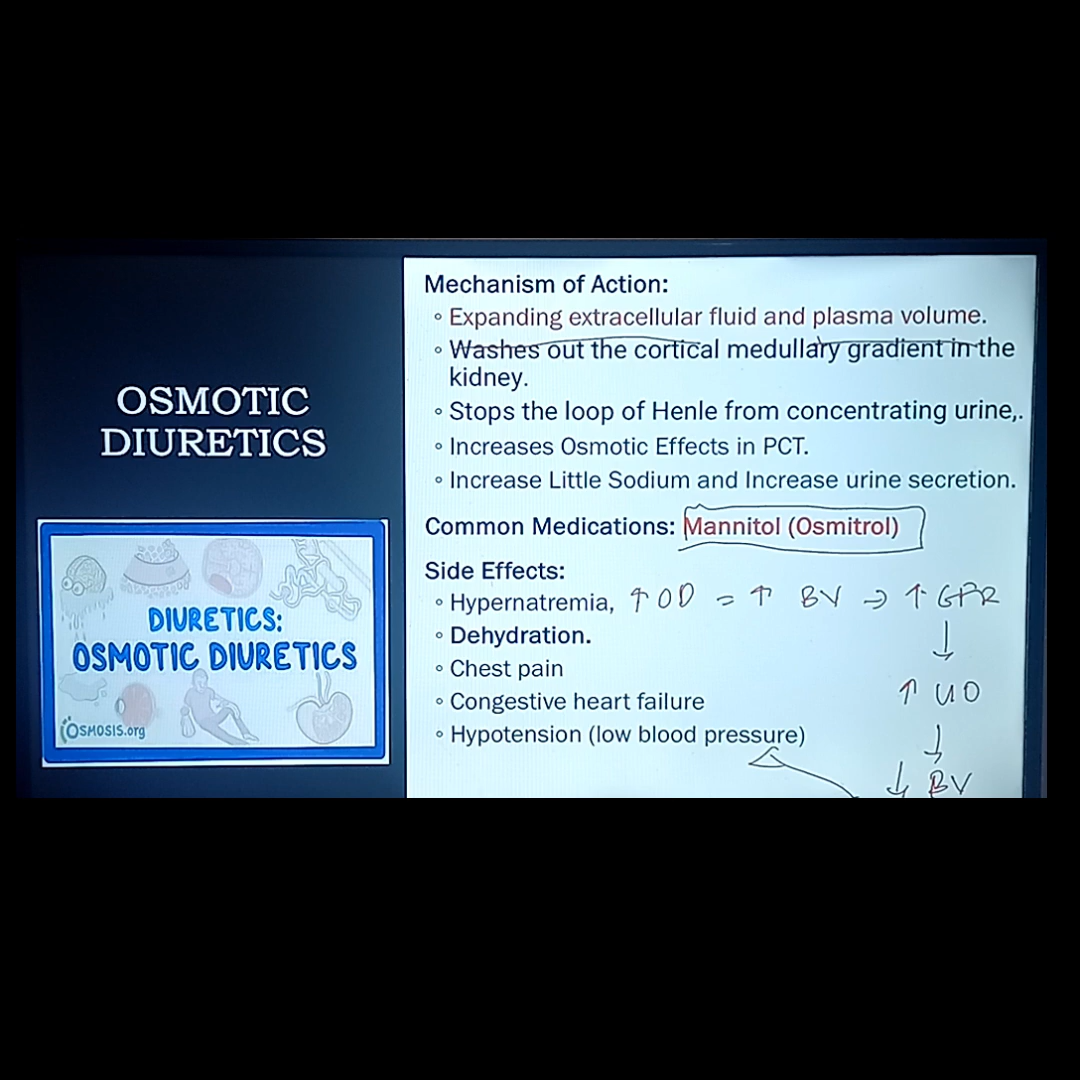 OSMOTIC
DIURETICS
DIURETICS:
OSMOTIC DIURETICS
OSMOSIS.org
Mechanism of Action:
◦ Expanding extracellular fluid and plasma volume.
◦ Washes out the cortical medullary gradient in the
kidney.
◦ Stops the loop of Henle from concentrating urine,.
◦ Increases Osmotic Effects in PCT.
◦ Increase Little Sodium and Increase urine secretion.
Common Medications: Mannitol (Osmitrol)
Side Effects:
◦ Hypernatremia, ↑ OD = ↑ BV → ↑ GFR
↓
◦ Dehydration.
◦ Chest pain
↑ UO
◦ Congestive heart failure
↓
◦ Hypotension (low blood pressure)
↓ BV